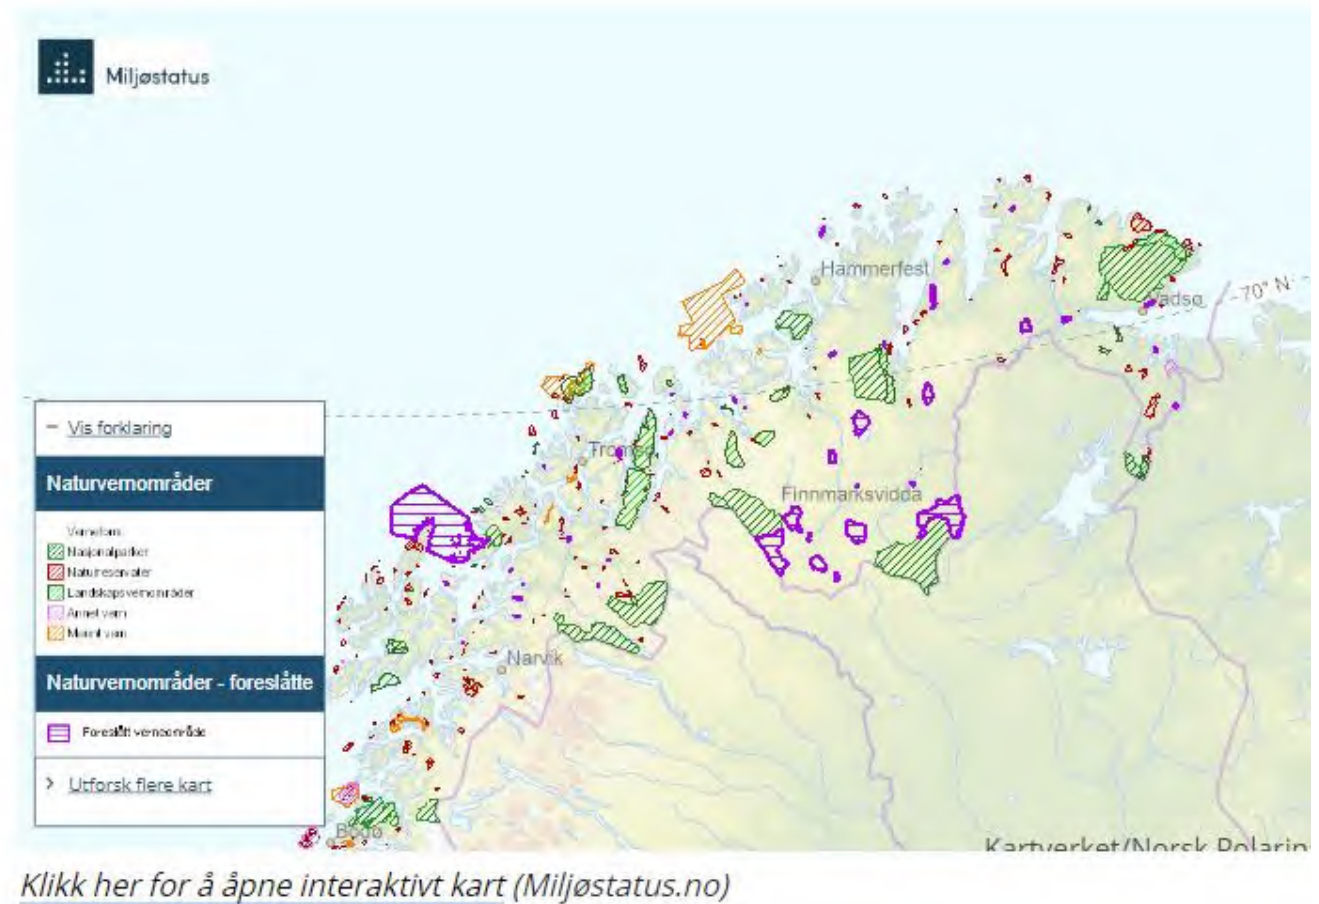 Miljøstatus
Hammerfest
Vadsø
70° N
− Vis forklaring
Naturvernområder
Tromsø
Verneform
Finnmarksvidda
Nasjonalparker
Naturreservater
Landskapsvernområder
Annet vern
Marint vern
Narvik
Naturvernområder - foreslåtte
Foreslått verneområde
> Utforsk flere kart
Bodø
Kartverket/Norsk Polarin
Klikk her for å åpne interaktivt kart (Miljøstatus.no)